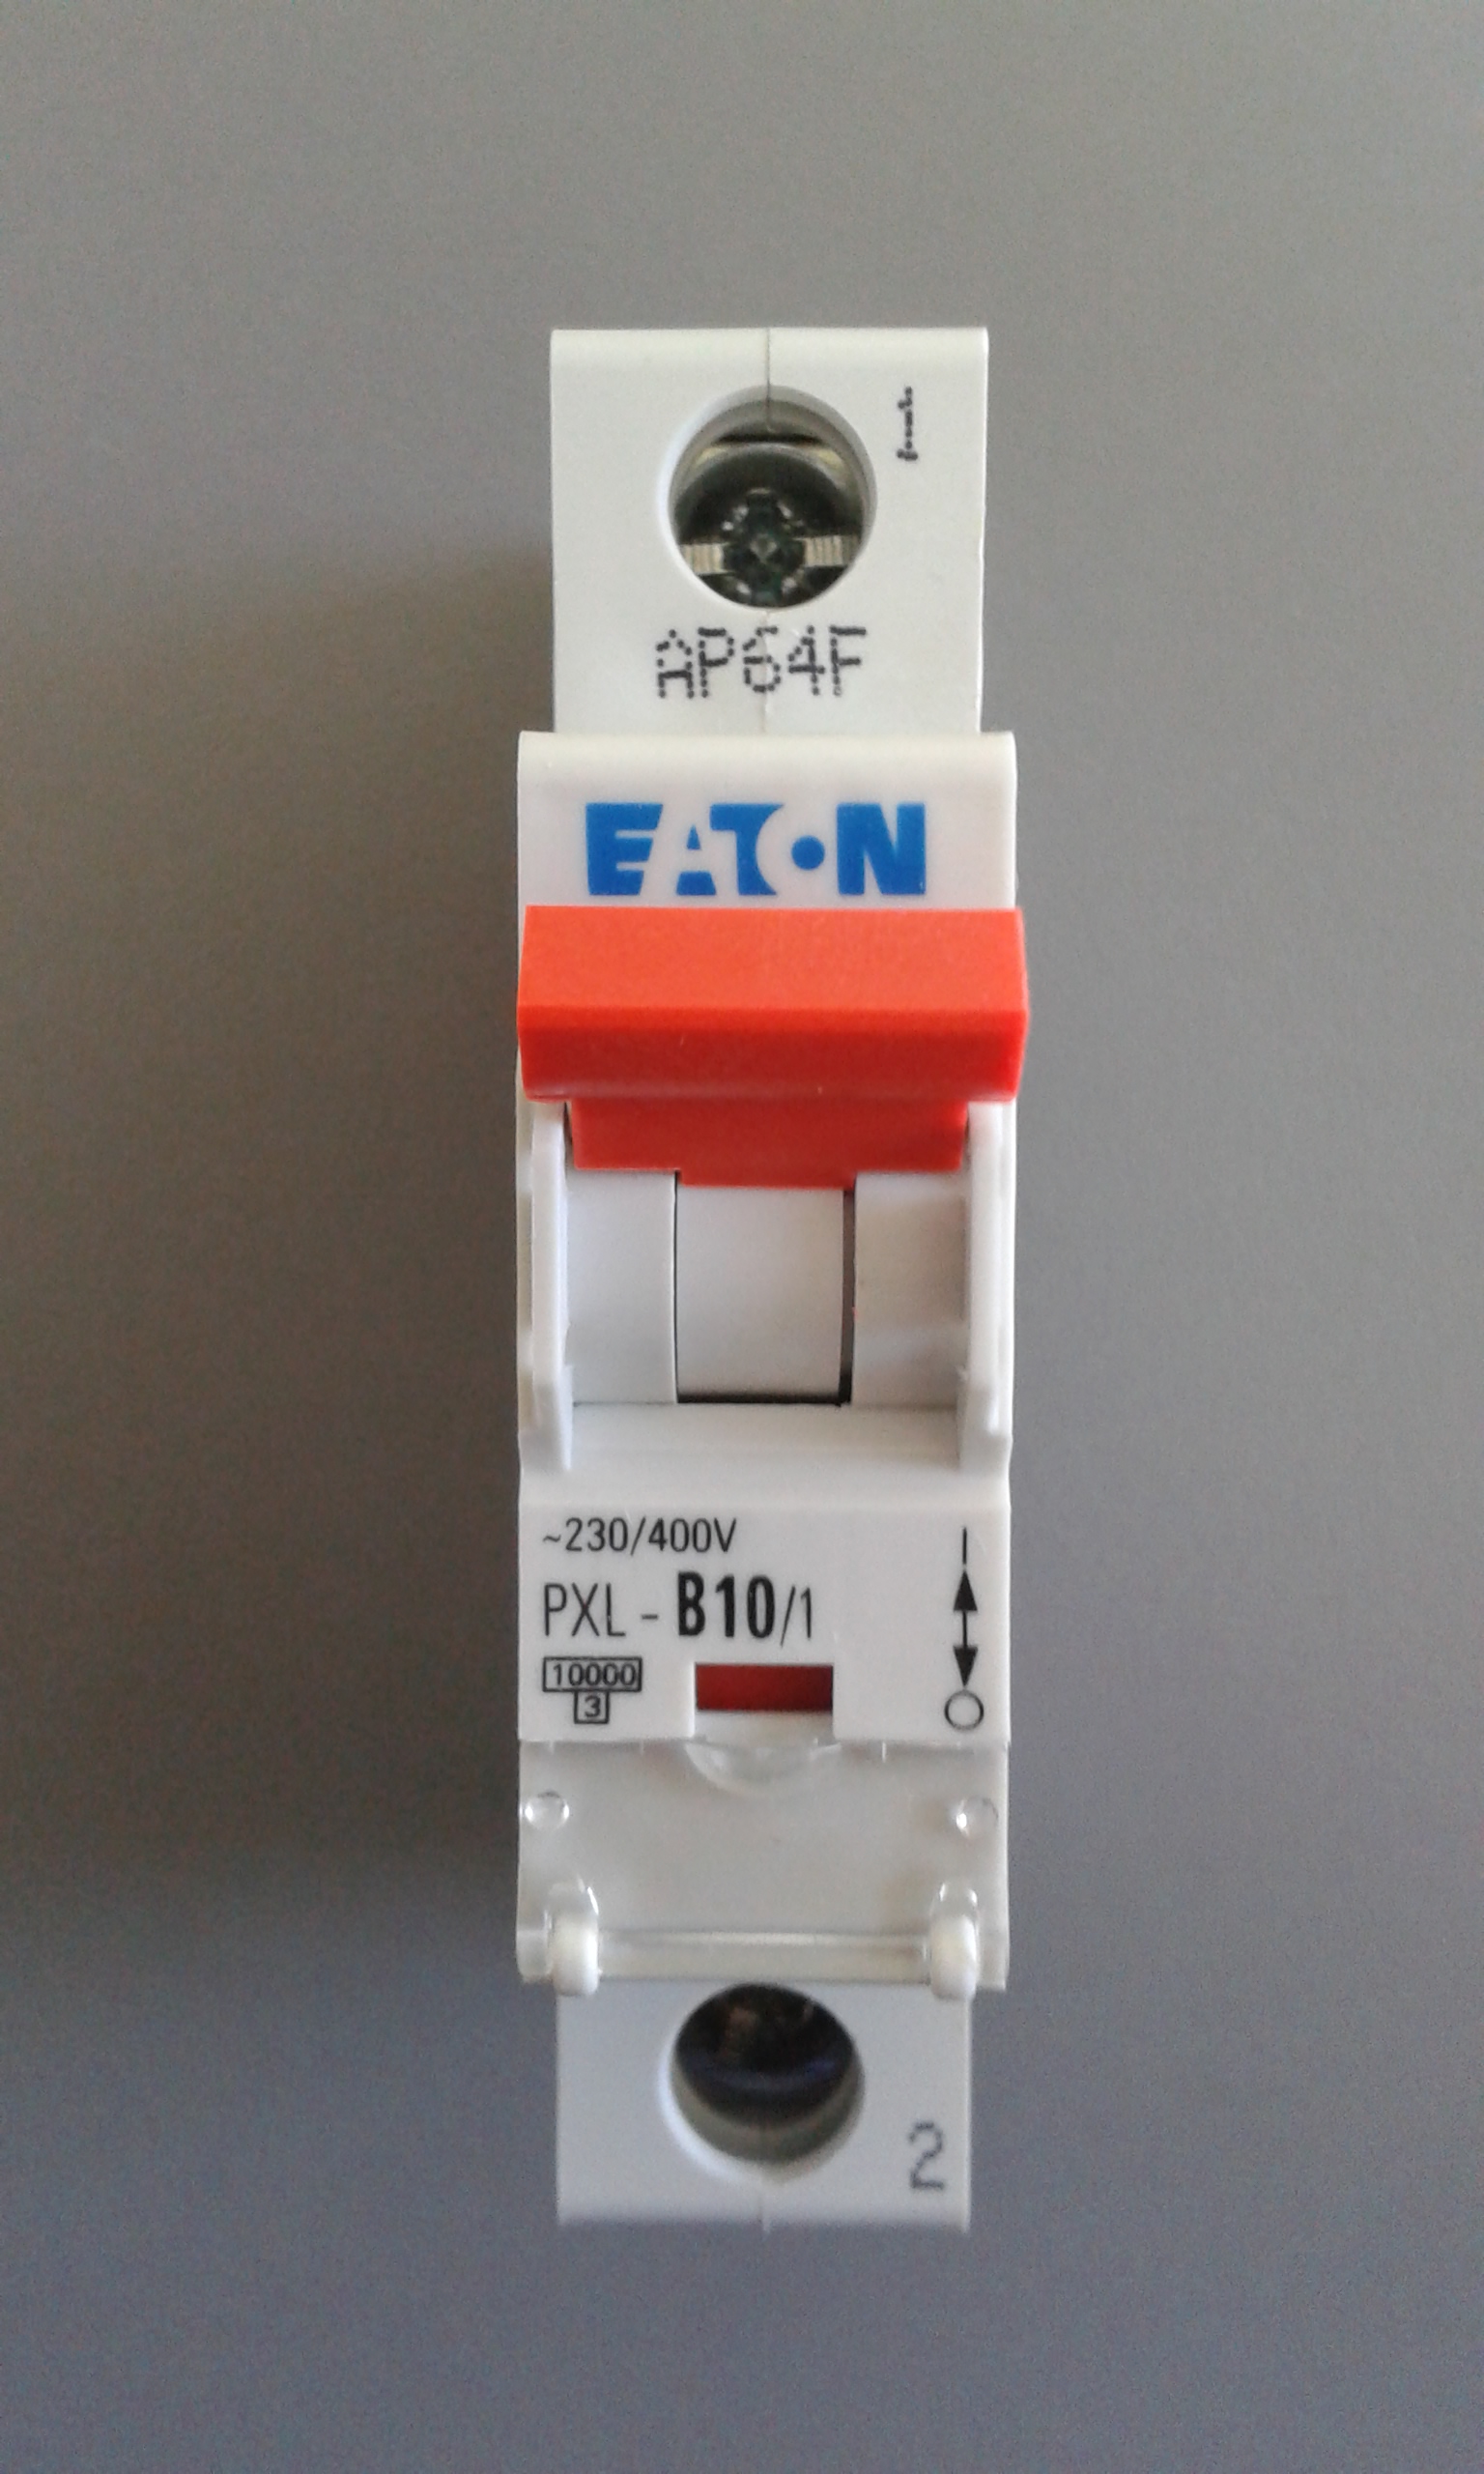 1
AP64F
EATON
~230/400V
PXL - B10/1
10000
3
I
O
2